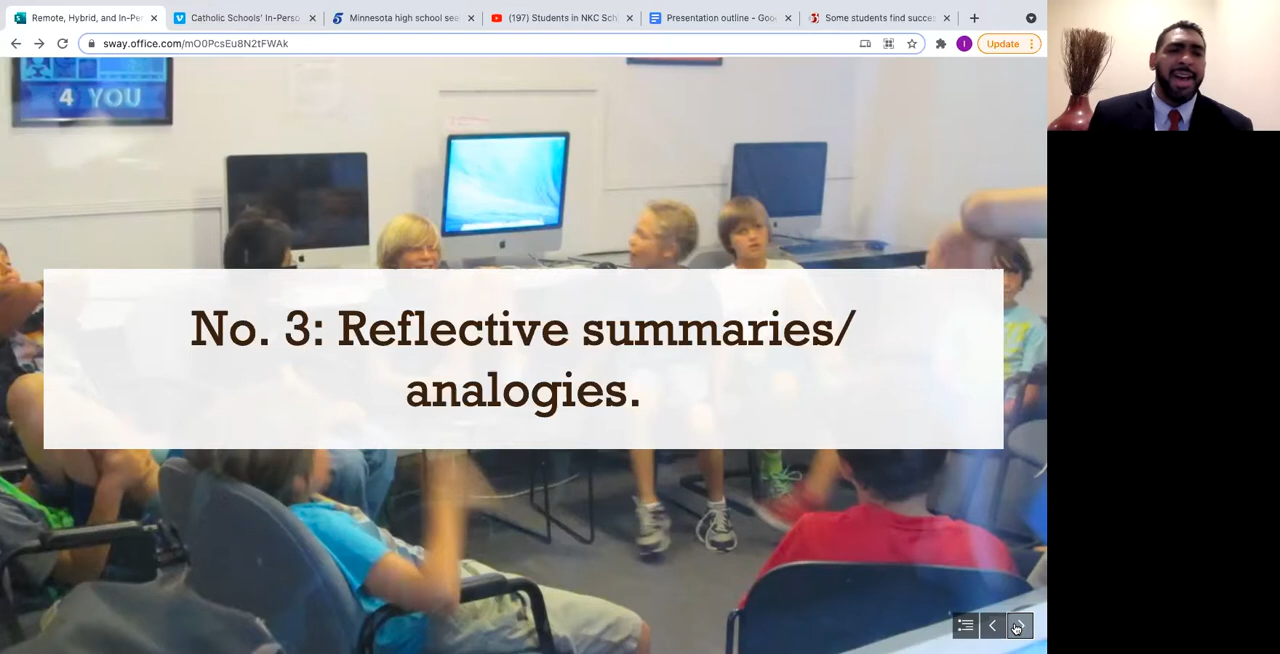 Remote, Hybrid, and In-Per
Catholic Schools' In-Perso
Minnesota high school see
(197) Students in NKC Sch
Presentation outline - Goo
Some students find succes
sway.office.com/mO0PcsEu8N2tFWAk
Update
4 YOU
No. 3: Reflective summaries/
analogies.